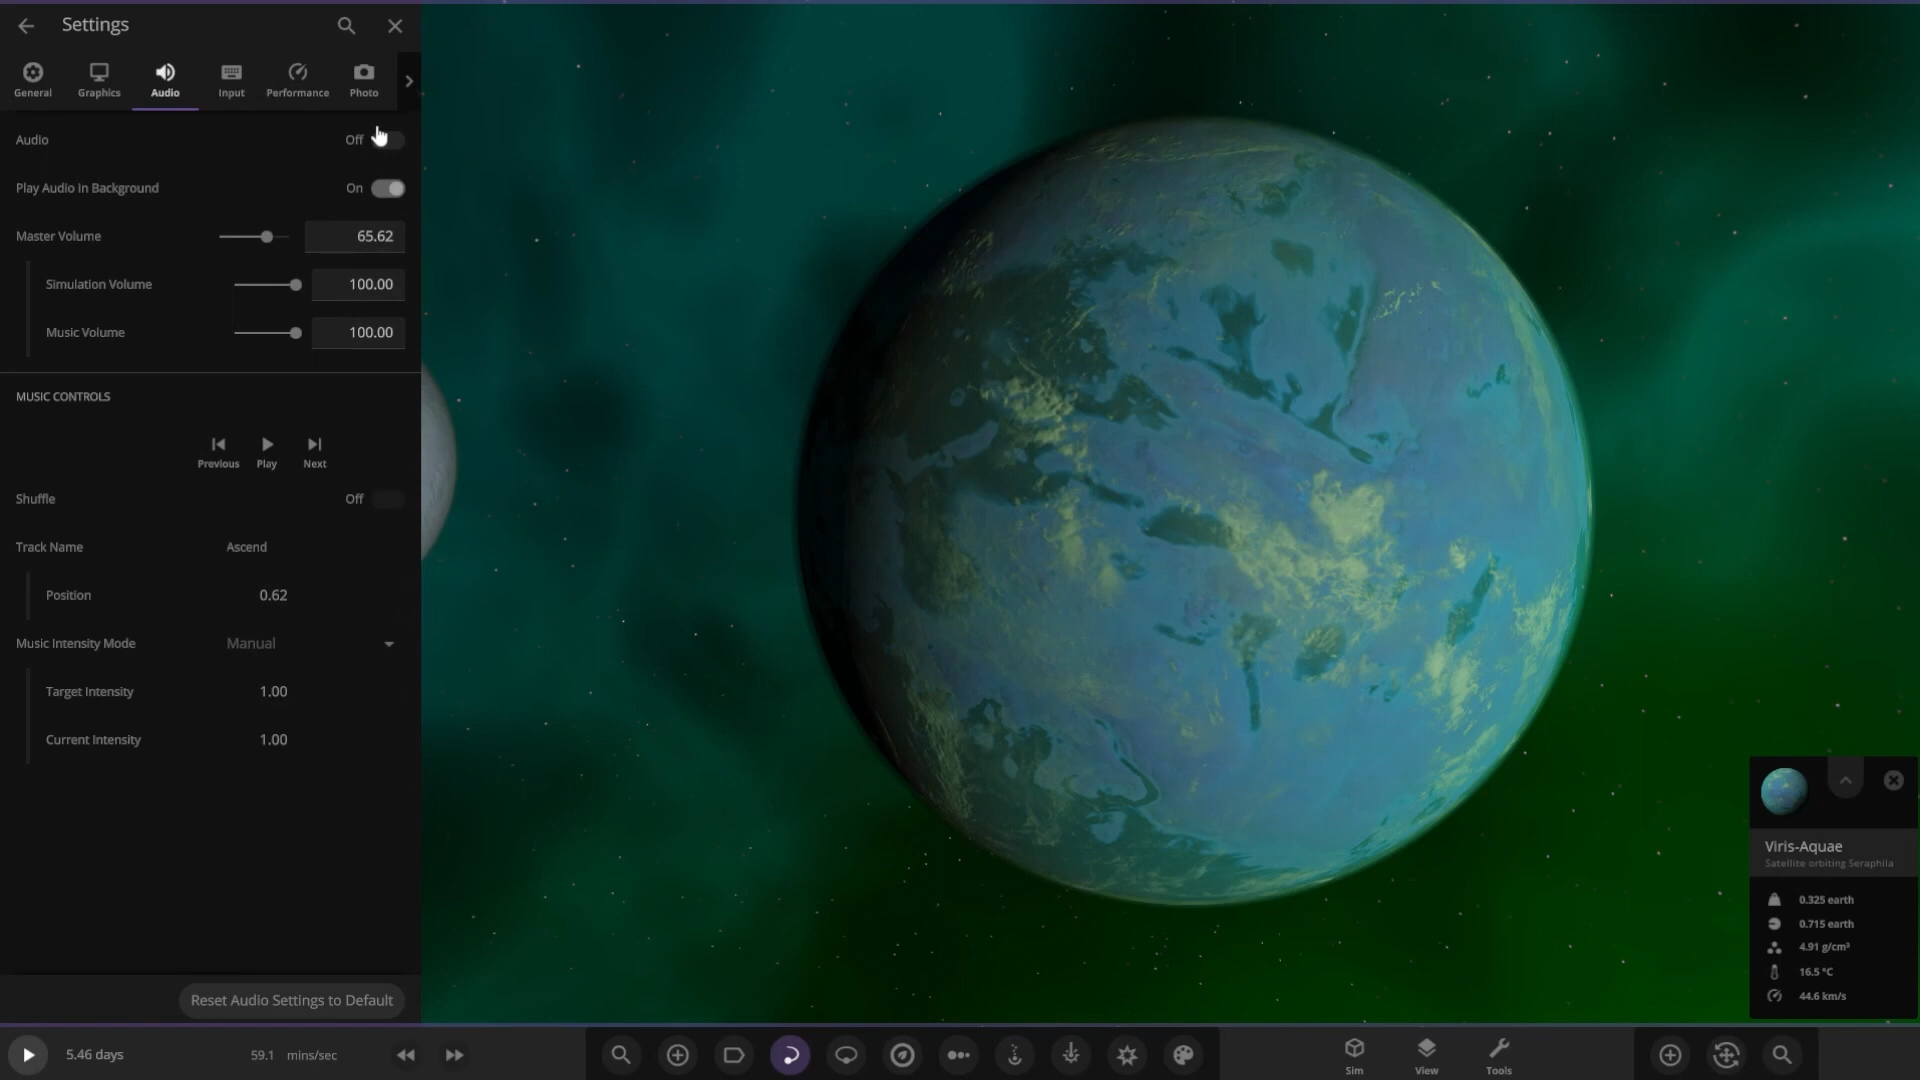 Settings
General Graphics Audio Input Performance Photo
Audio Off
Play Audio in Background On
Master Volume 65.62
Simulation Volume 100.00
Music Volume 100.00
MUSIC CONTROLS
Previous Play Next
Shuffle Off
Track Name Ascend
Position 0.62
Music Intensity Mode Manual
Target Intensity 1.00
Current Intensity 1.00
Reset Audio Settings to Default
Viris-Aquae
Satellite orbiting Seraphila
0.325 earth
0.715 earth
4.91 g/cm³
16.5 °C
44.6 km/s
5.46 days 59.1 mins/sec
Sim View Tools